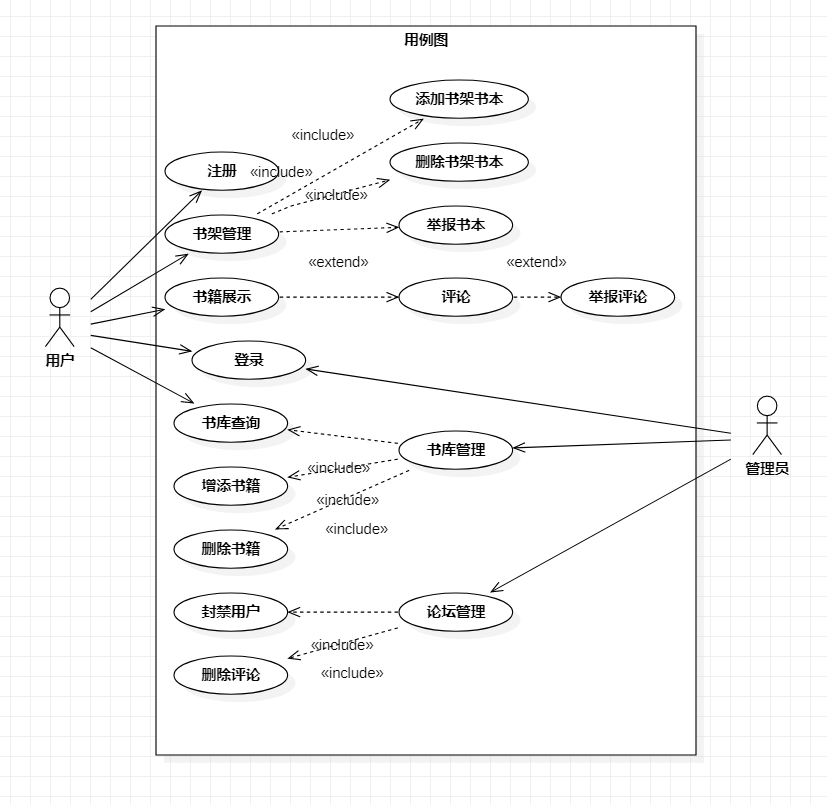 用例图
添加书架书本
«include»
删除书架书本
注册
«include»
«include»
举报书本
书架管理
«extend»
«extend»
书籍展示
评论
举报评论
用户
登录
书库查询
书库管理
管理员
«include»
增添书籍
«include»
«include»
删除书籍
封禁用户
论坛管理
«include»
删除评论
«include»